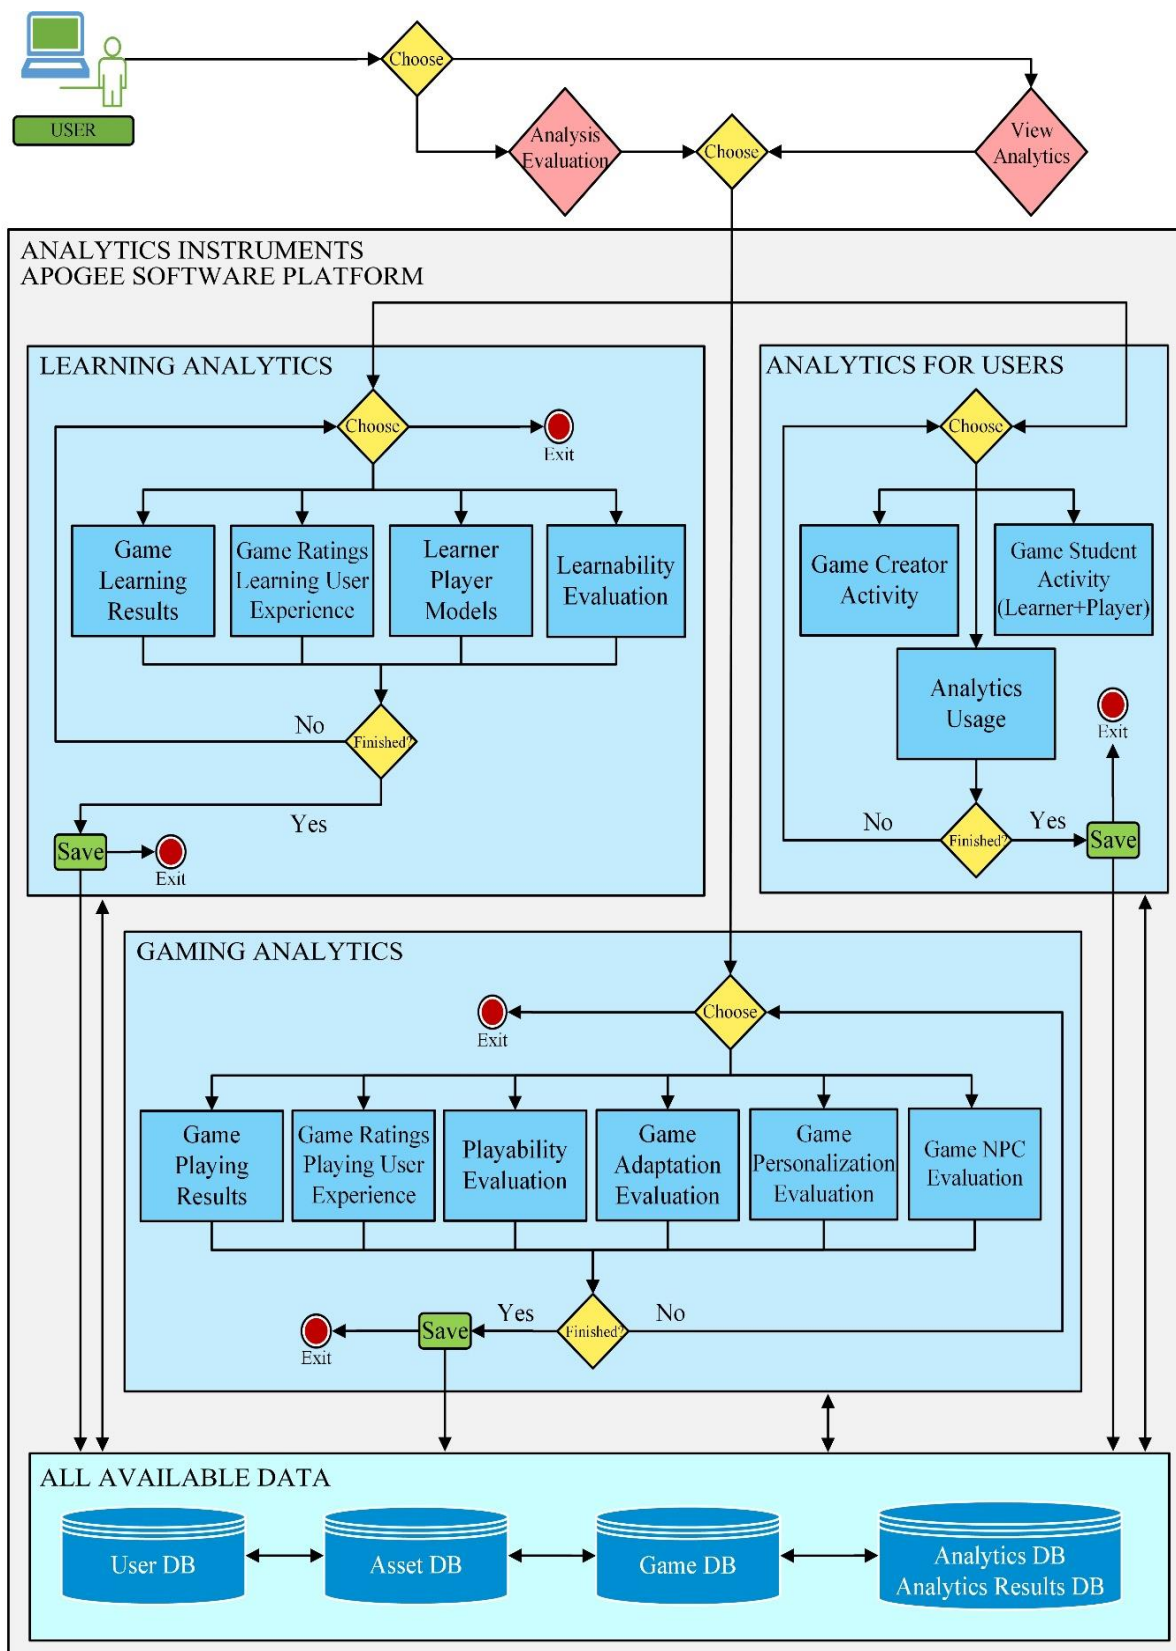 Choose
USER
Analysis
Evaluation
Choose
View
Analytics
ANALYTICS INSTRUMENTS
APOGEE SOFTWARE PLATFORM
LEARNING ANALYTICS
Choose
Exit
Game
Learning
Results
Game Ratings
Learning User
Experience
Learner
Player
Models
Learnability
Evaluation
No
Finished?
Yes
Save
Exit
ANALYTICS FOR USERS
Choose
Game Creator
Activity
Game Student
Activity
(Learner+Player)
Analytics
Usage
Exit
No
Finished?
Yes
Save
GAMING ANALYTICS
Choose
Exit
Game
Playing
Results
Game Ratings
Playing User
Experience
Playability
Evaluation
Game
Adaptation
Evaluation
Game
Personalization
Evaluation
Game NPC
Evaluation
Exit
Save
Yes
Finished?
No
ALL AVAILABLE DATA
User DB
Asset DB
Game DB
Analytics DB
Analytics Results DB